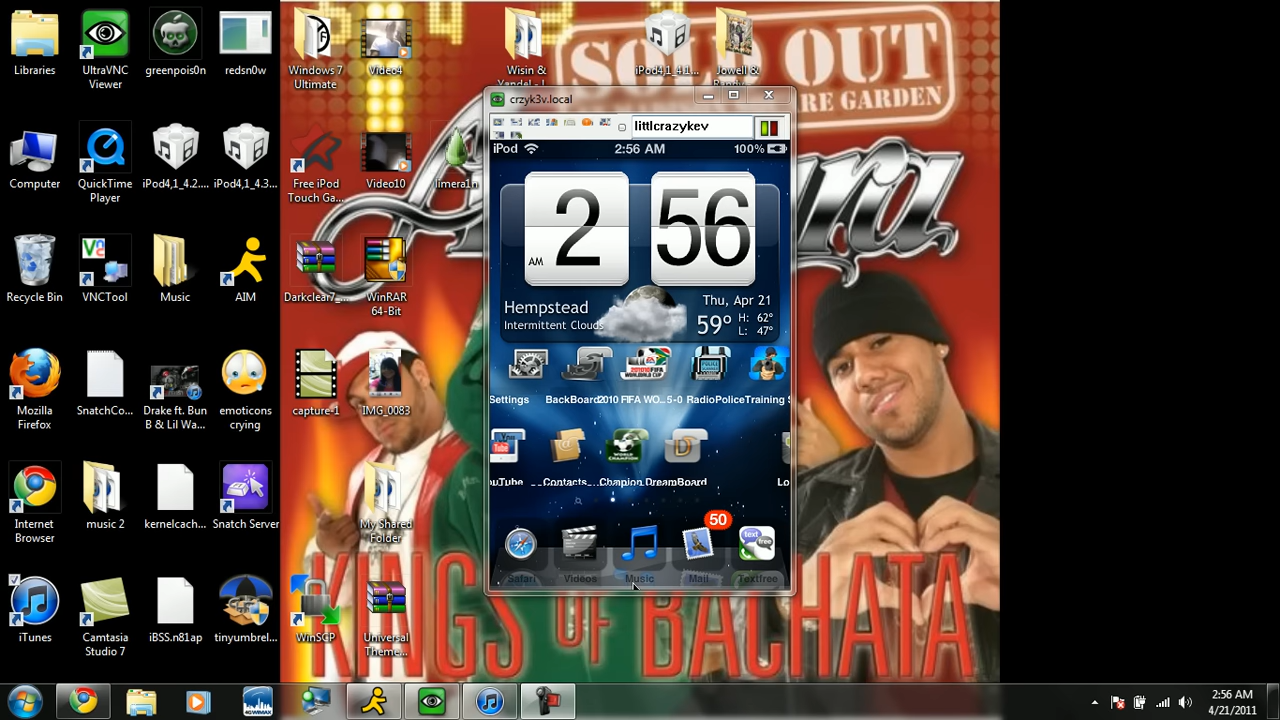 Libraries
UltraVNC
Viewer
greenpois0n
redsn0w
Windows 7
Ultimate
Video4
Wisin &
iPod4,1_4.1...
Jowell &
SOLD OUT
RE GARDEN
Computer
QuickTime
Player
iPod4,1_4.2....
iPod4,1_4.3...
Free iPod
Touch Ga...
Video10
limera1n
Recycle Bin
VNCTool
Music
AIM
Darkclear7_...
WinRAR
64-Bit
Mozilla
Firefox
SnatchCo...
Drake ft. Bun
B & Lil Wa...
emoticons
crying
capture-1
IMG_0083
Internet
Browser
music 2
kernelcach...
Snatch Server
My Shared
Folder
iTunes
Camtasia
Studio 7
iBSS.n81ap
tinyumbrel...
WinSCP
Universal
Theme...
crzyk3v.local
littlcrazykev
iPod
2:56 AM
100%
AM
2
56
Hempstead
Intermittent Clouds
Thu, Apr 21
59°
H: 62°
L: 47°
Settings
BackBoard
2010 FIFA WO...5-0
RadioPolice
Training S
uTube
Contacts
Champion
DreamBoard
Lo
50
Safari
Videos
Music
Mail
Textfree
KINGS OF BACHATA
2:56 AM
4/21/2011